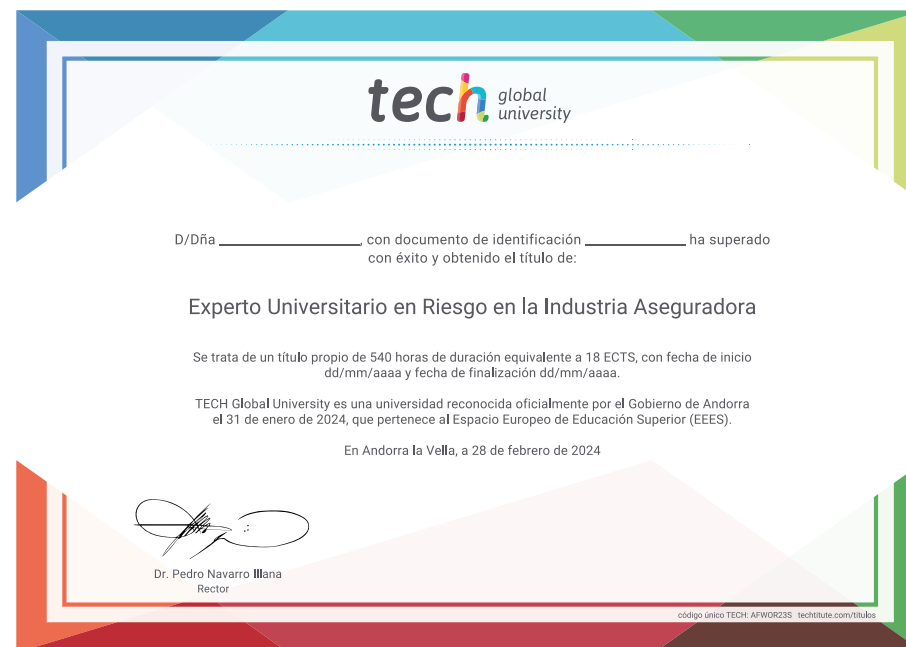 tech global university
D/Dña ____________________, con documento de identificación ______________ ha superado
con éxito y obtenido el título de:
Experto Universitario en Riesgo en la Industria Aseguradora
Se trata de un título propio de 540 horas de duración equivalente a 18 ECTS, con fecha de inicio
dd/mm/aaaa y fecha de finalización dd/mm/aaaa.
TECH Global University es una universidad reconocida oficialmente por el Gobierno de Andorra
el 31 de enero de 2024, que pertenece al Espacio Europeo de Educación Superior (EEES).
En Andorra la Vella, a 28 de febrero de 2024
Dr. Pedro Navarro Illana
Rector
código único TECH: AFWOR23S techtitute.com/titulos